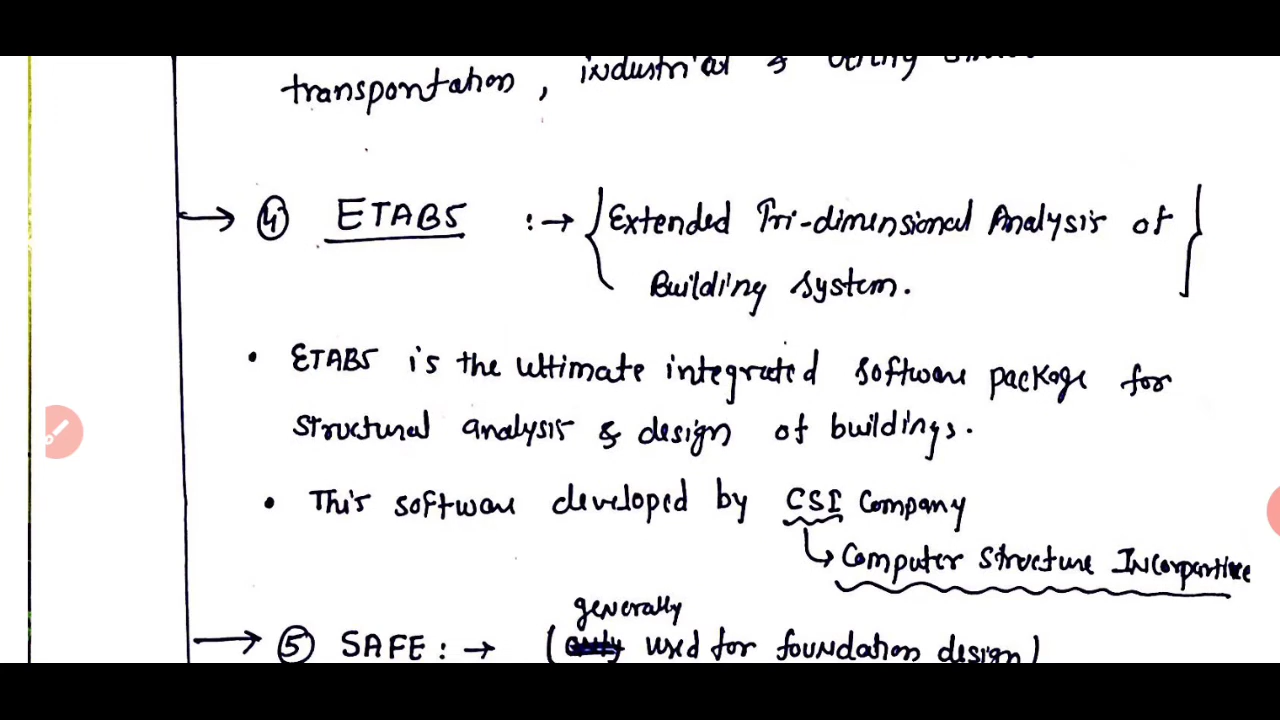 transportation, industrial &
→ ④ ETABS :→ { Extended Tri-dimensional Analysis of
Building System. }
• ETABS is the ultimate integrated software package for
structural analysis & design of buildings.
• This software developed by CSI Company
↳ Computer Structure
generally
→ ⑤ SAFE :→ ( used for foundation design)